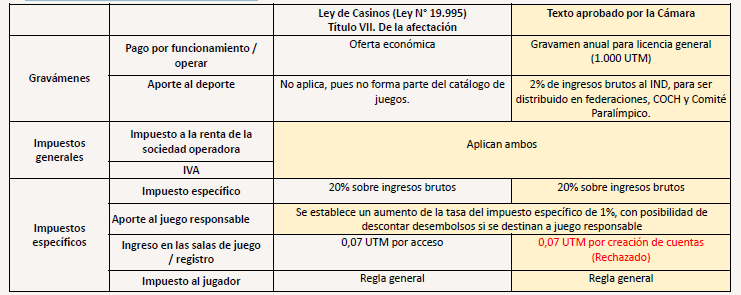 Ley de Casinos (Ley N° 19.995)
Título VII. De la afectación
Texto aprobado por la Cámara
Gravámenes
Pago por funcionamiento /
operar
Oferta económica
Gravamen anual para licencia general
(1.000 UTM)
Aporte al deporte
No aplica, pues no forma parte del catálogo de
juegos.
2% de ingresos brutos al IND, para ser
distribuido en federaciones, COCH y Comité
Paralímpico.
Impuestos
generales
Impuesto a la renta de la
sociedad operadora
IVA
Aplican ambos
Impuestos
específicos
Impuesto específico
20% sobre ingresos brutos
20% sobre ingresos brutos
Aporte al juego responsable
Se establece un aumento de la tasa del impuesto específico de 1%, con posibilidad de
descontar desembolsos si se destinan a juego responsable
Ingreso en las salas de juego
/ registro
0,07 UTM por acceso
0,07 UTM por creación de cuentas
(Rechazado)
Impuesto al jugador
Regla general
Regla general